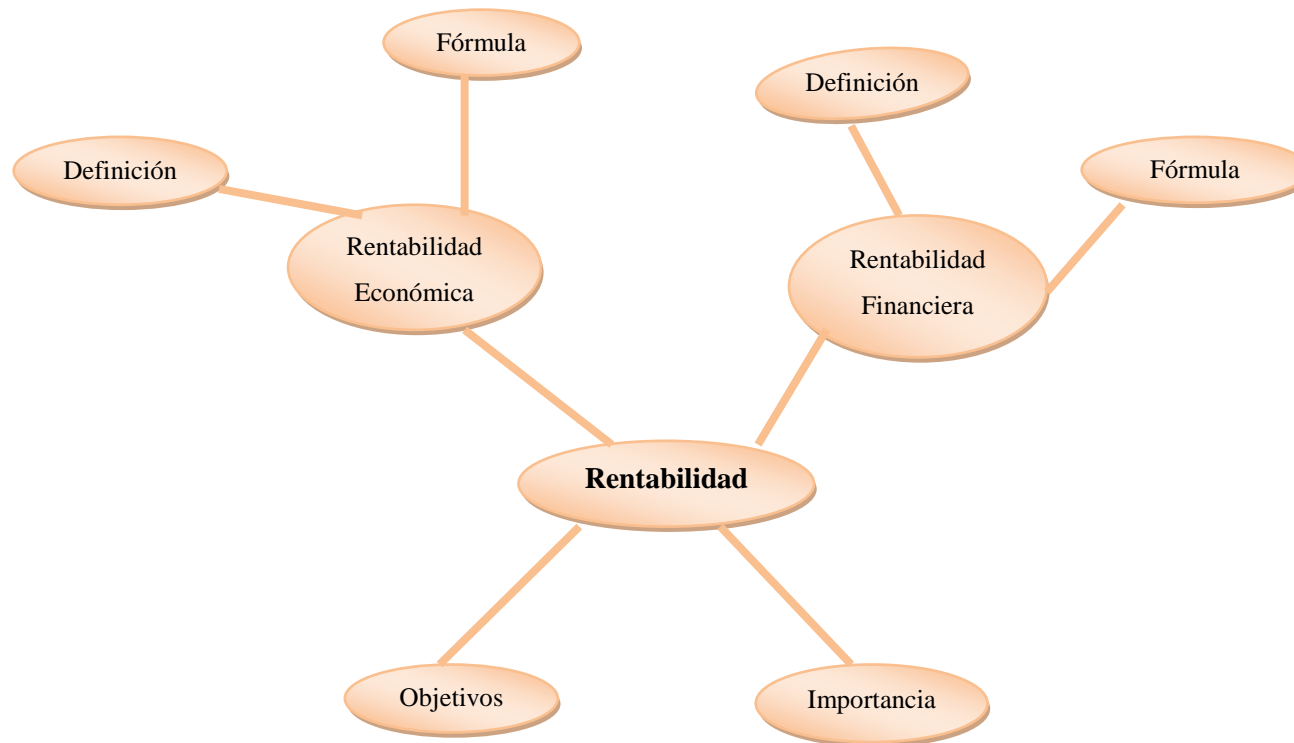 Fórmula
Definición
Definición
Fórmula
Rentabilidad
Económica
Rentabilidad
Financiera
Rentabilidad
Objetivos
Importancia